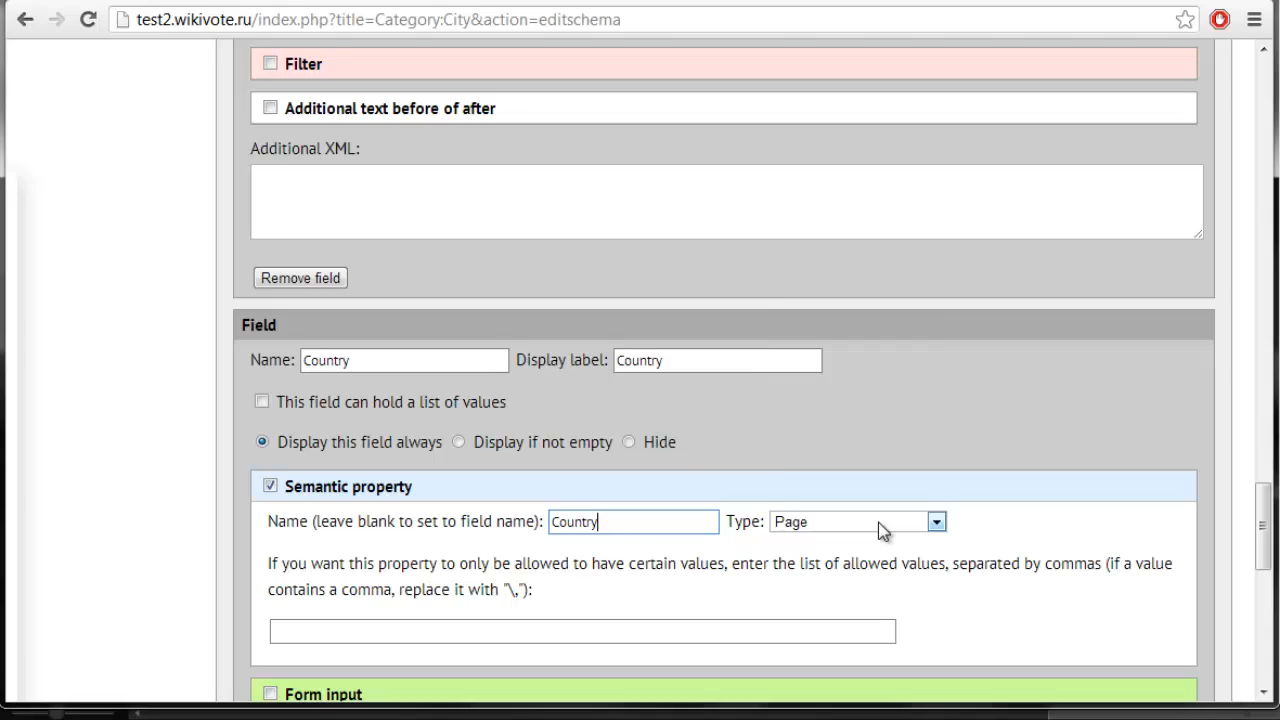 test2.wikivote.ru/index.php?title=Category:City&action=editschema
Filter
Additional text before of after
Additional XML:
Remove field
Field
Name: Country Display label: Country
This field can hold a list of values
Display this field always Display if not empty Hide
Semantic property
Name (leave blank to set to field name): Country Type: Page
If you want this property to only be allowed to have certain values, enter the list of allowed values, separated by commas (if a value
contains a comma, replace it with "\,"):
Form input